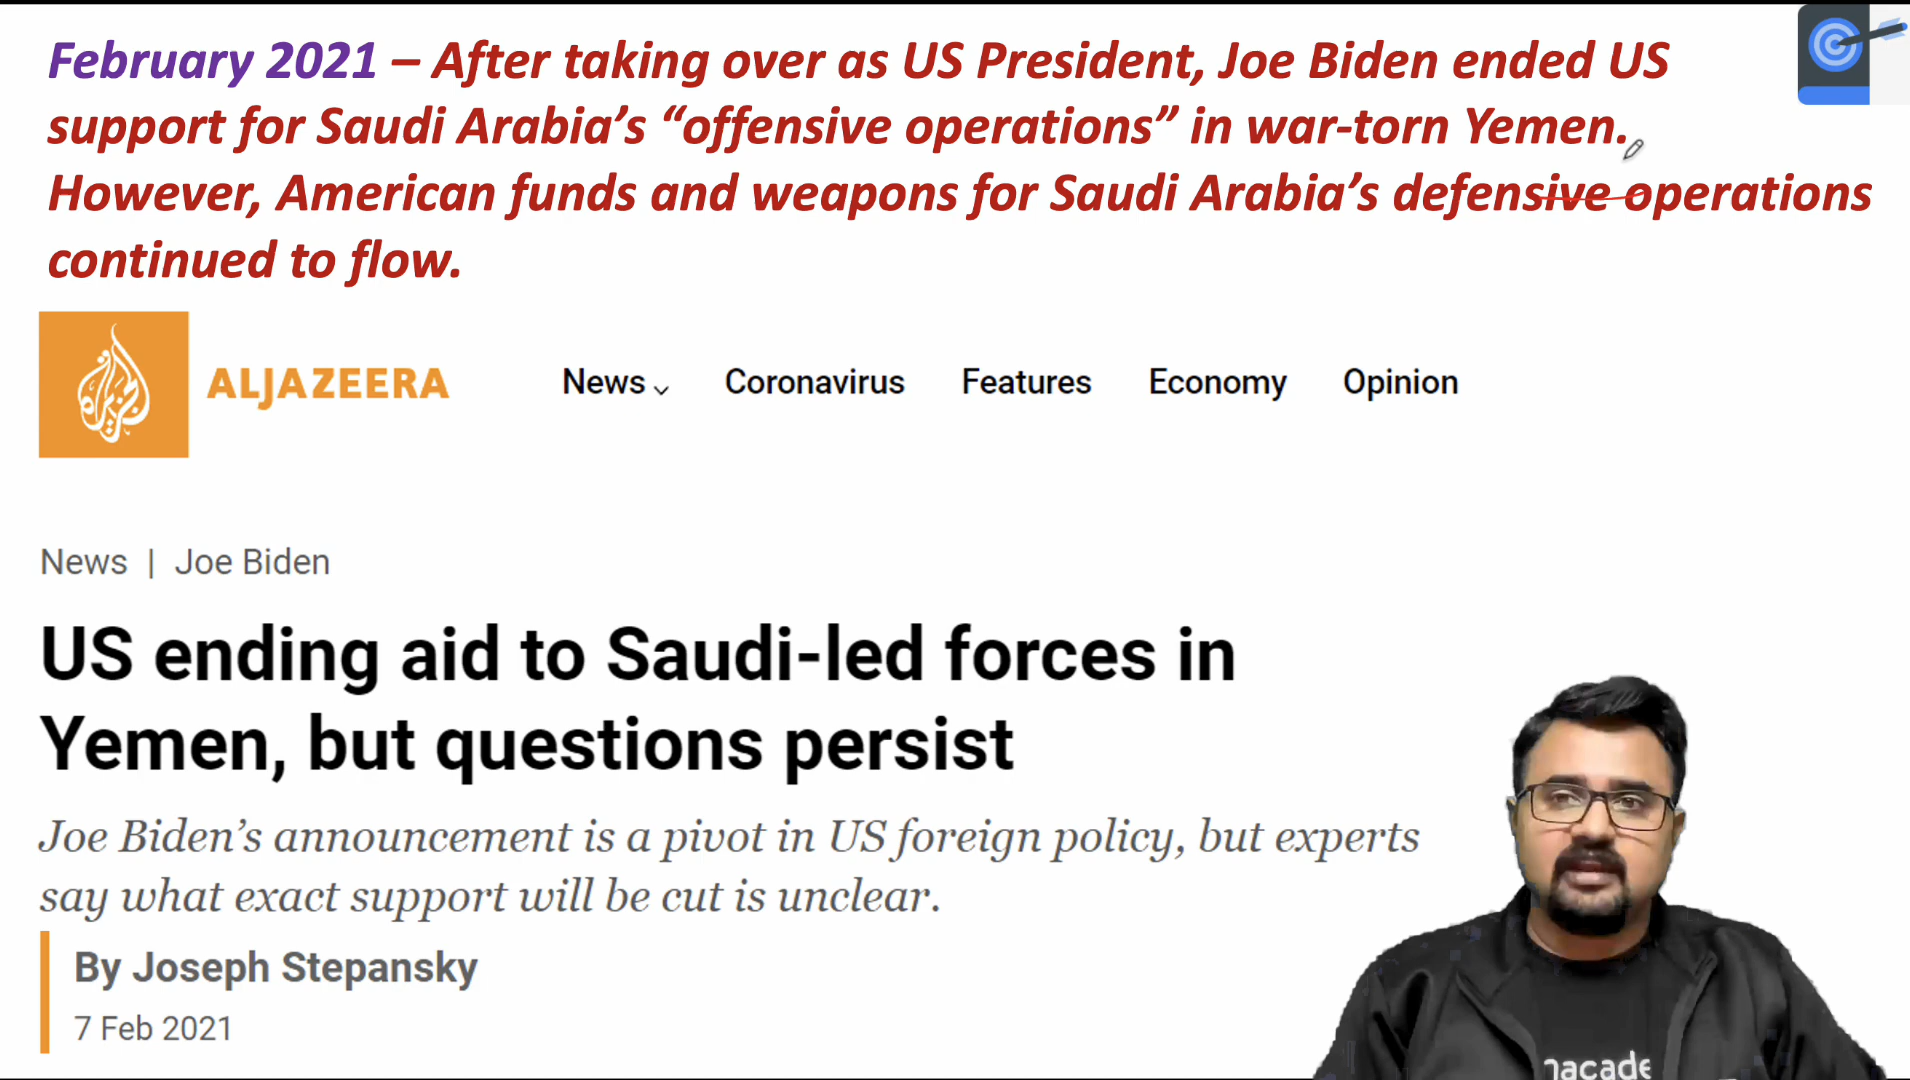 February 2021 – After taking over as US President, Joe Biden ended US
support for Saudi Arabia’s “offensive operations” in war-torn Yemen.
However, American funds and weapons for Saudi Arabia’s defensive operations
continued to flow.
ALJAZEERA
News Coronavirus Features Economy Opinion
News | Joe Biden
US ending aid to Saudi-led forces in
Yemen, but questions persist
Joe Biden’s announcement is a pivot in US foreign policy, but experts
say what exact support will be cut is unclear.
By Joseph Stepansky
7 Feb 2021